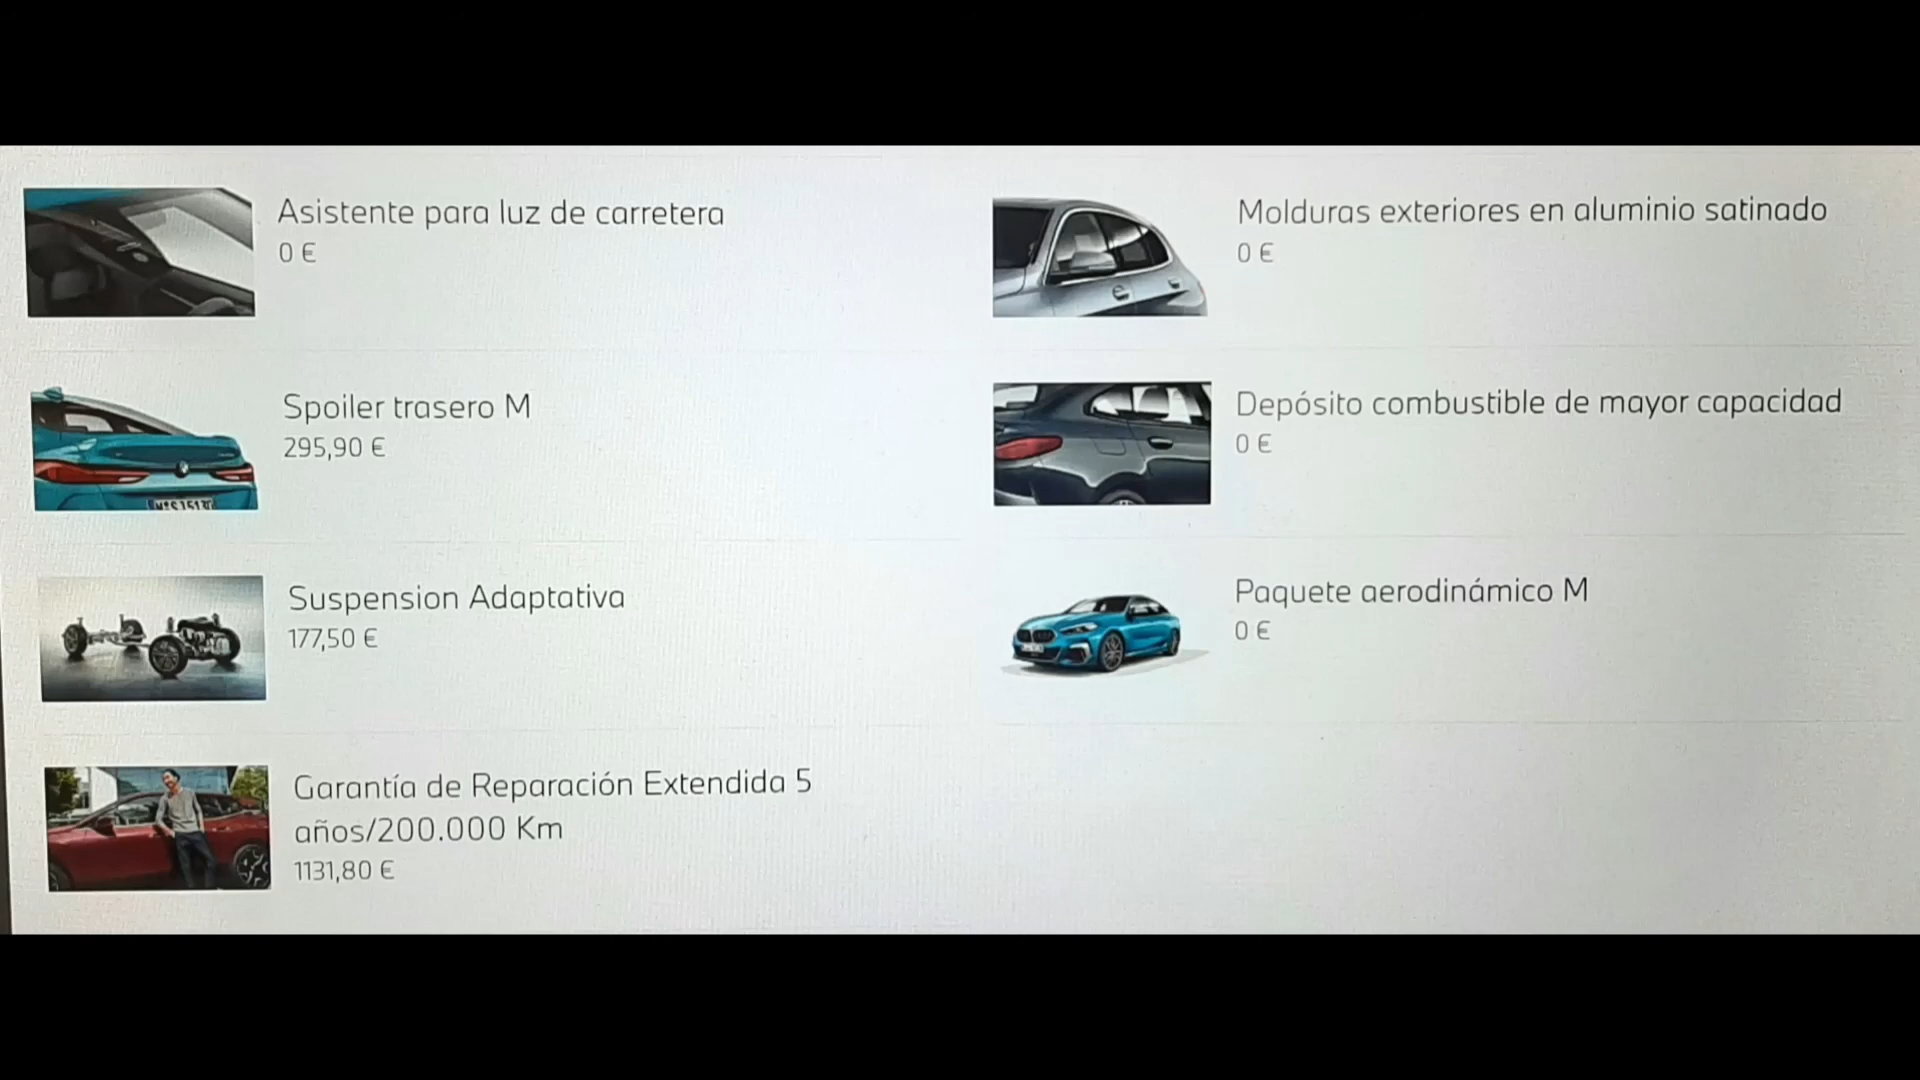 Asistente para luz de carretera
0 €
Molduras exteriores en aluminio satinado
0 €
Spoiler trasero M
295,90 €
Depósito combustible de mayor capacidad
0 €
Suspension Adaptativa
177,50 €
Paquete aerodinámico M
0 €
Garantía de Reparación Extendida 5
años/200.000 Km
1131,80 €